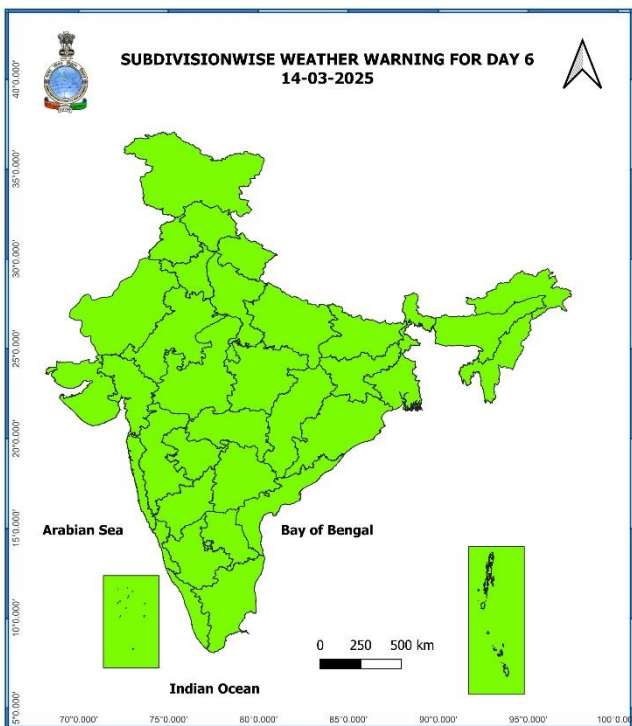 SUBDIVISIONWISE WEATHER WARNING FOR DAY 6
14-03-2025
40°0.000'
35°0.000'
30°0.000'
25°0.000'
20°0.000'
15°0.000'
10°0.000'
5°0.000'
Arabian Sea
Bay of Bengal
0 250 500 km
Indian Ocean
70°0.000' 75°0.000' 80°0.000' 85°0.000' 90°0.000' 95°0.000' 100°0.0